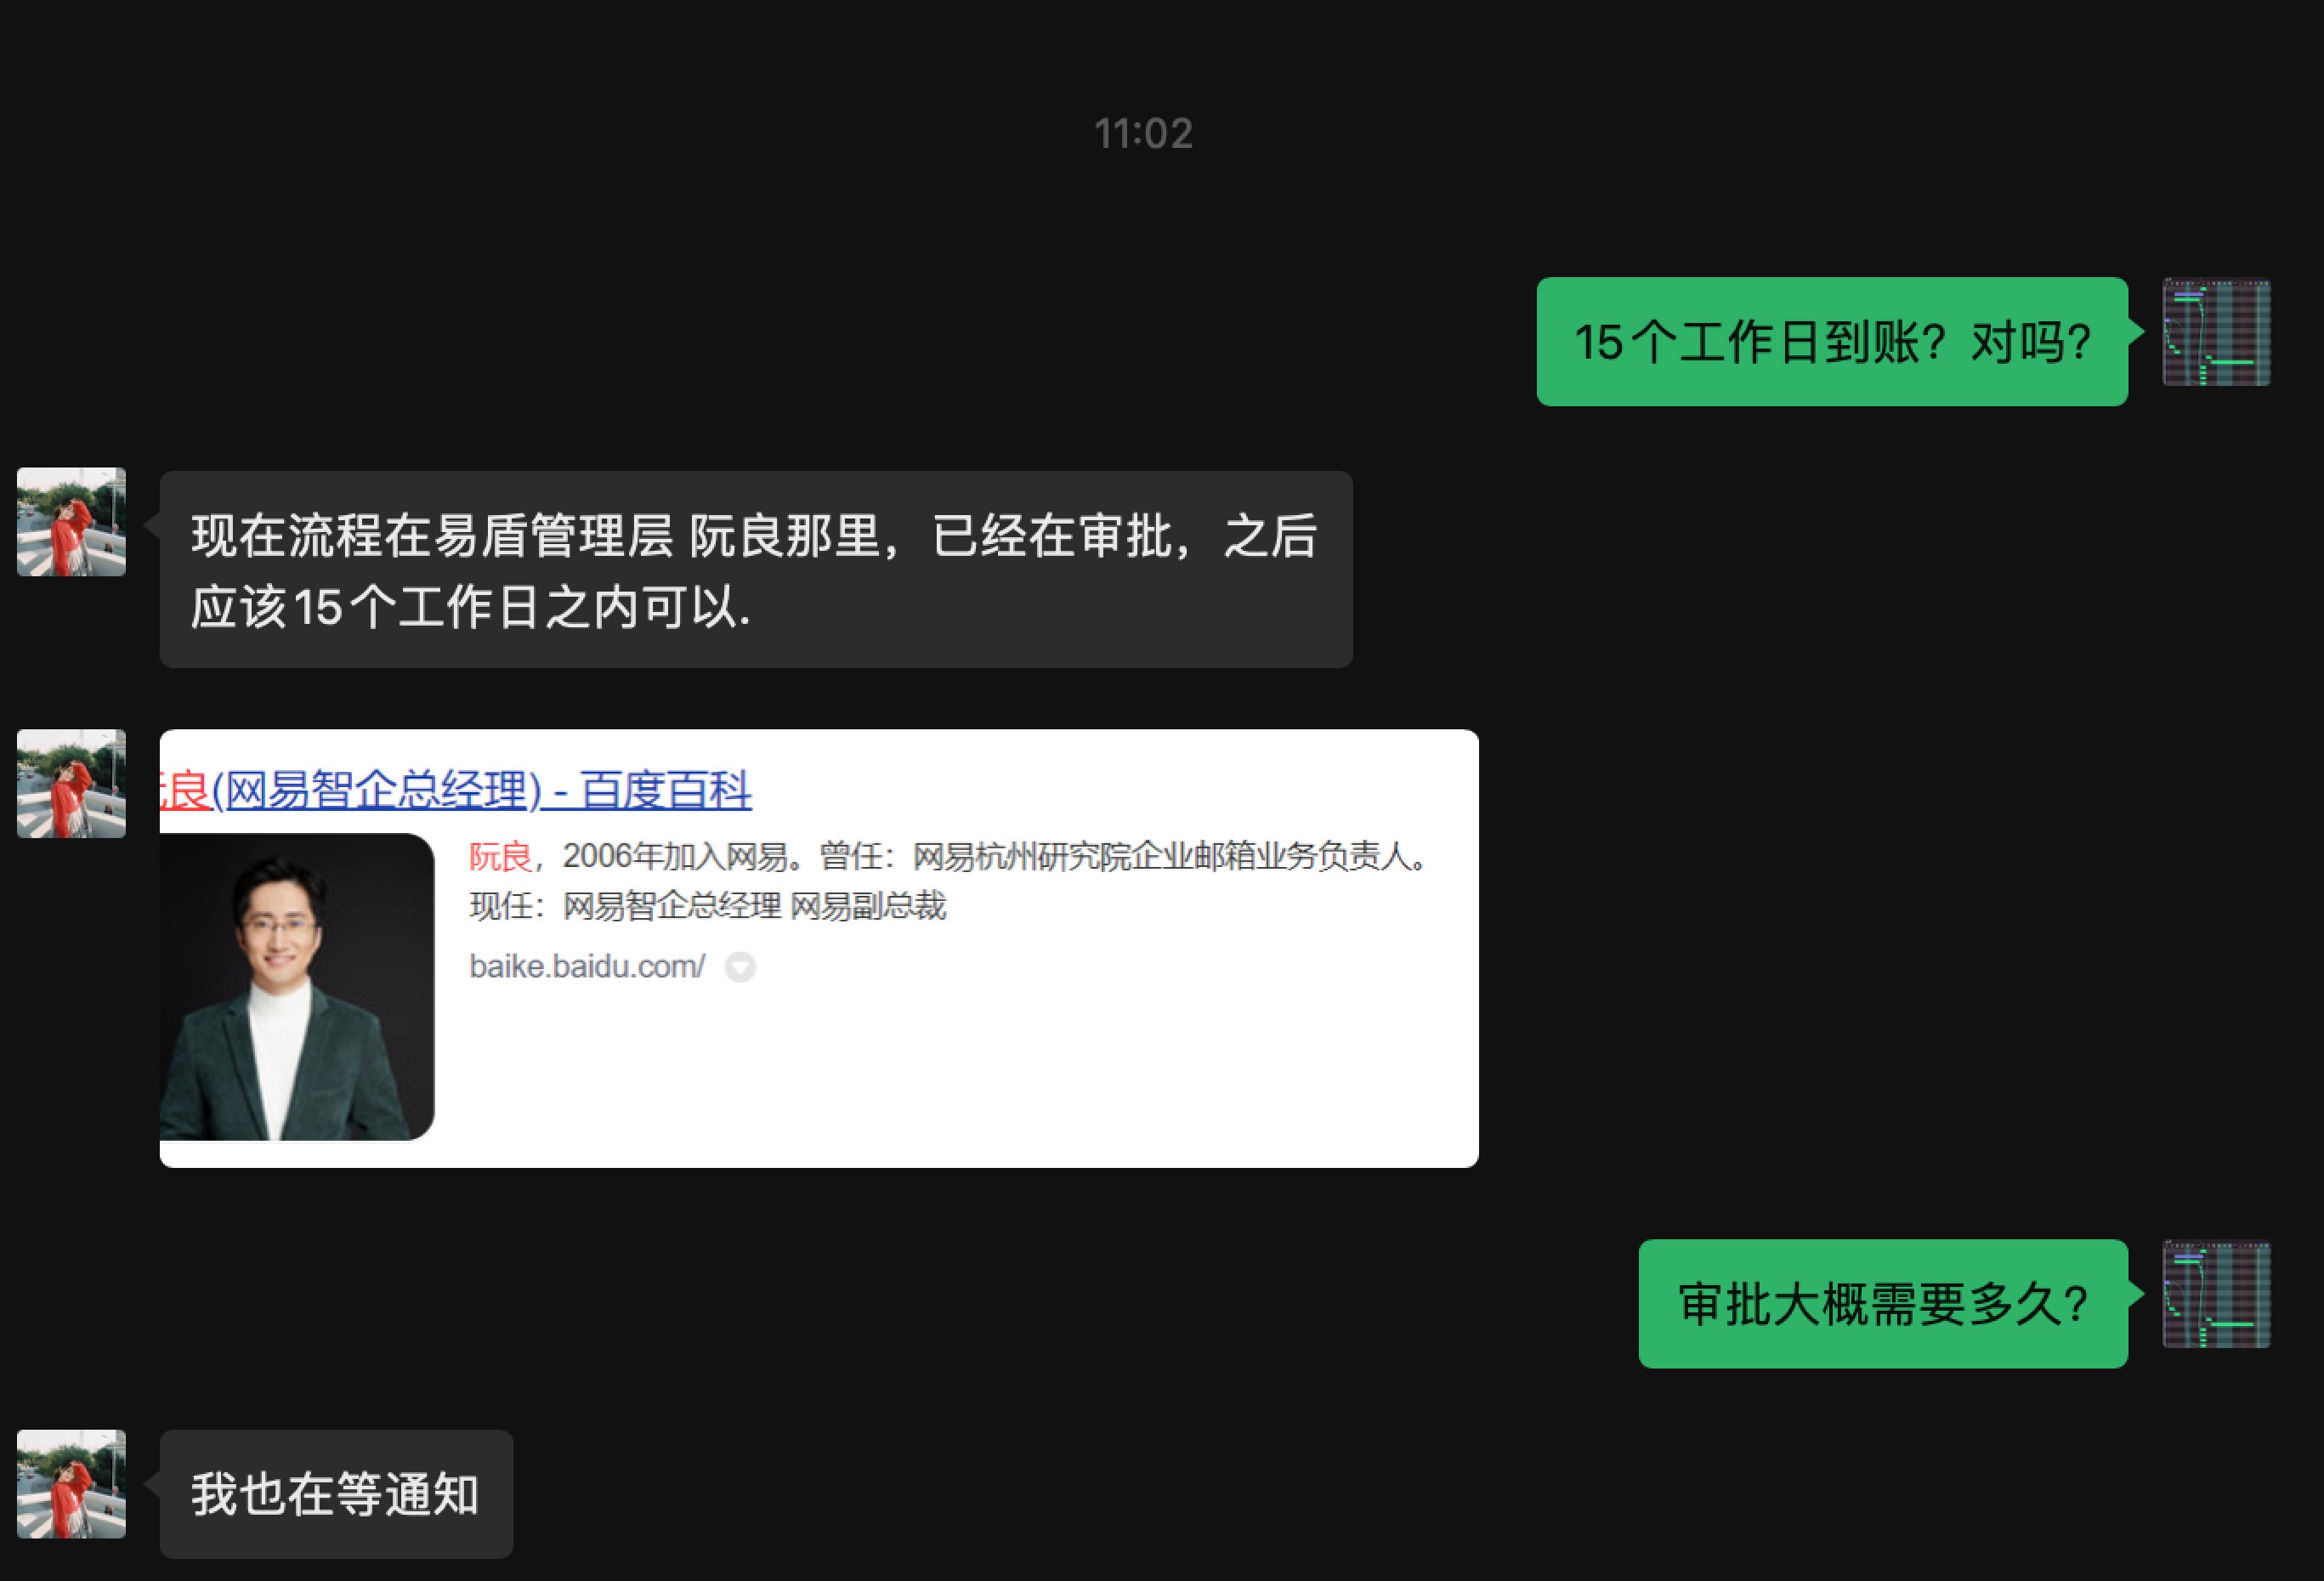 11:02
15个工作日到账？对吗？
现在流程在易盾管理层 阮良那里，已经在审批，之后
应该15个工作日之内可以.
良(网易智企总经理) - 百度百科
阮良，2006年加入网易。曾任：网易杭州研究院企业邮箱业务负责人。
现任：网易智企总经理 网易副总裁
baike.baidu.com/
审批大概需要多久？
我也在等通知